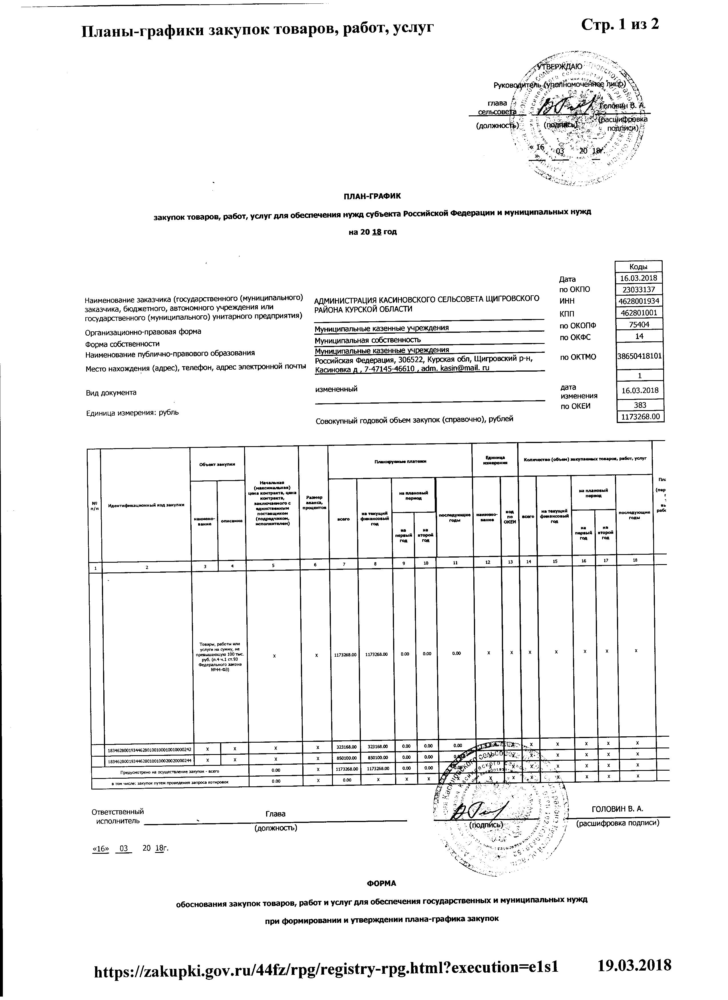 Планы-графики закупок товаров, работ, услуг Стр. 1 из 2
УТВЕРЖДАЮ
Руководитель (уполномоченное лицо)
глава
сельсовета Головин В. А.
(должность) (подпись) (расшифровка
подписи)
« 16
» 03 20 18г.
ПЛАН-ГРАФИК
закупок товаров, работ, услуг для обеспечения нужд субъекта Российской Федерации и муниципальных нужд
на 20 18 год
Коды
Дата 16.03.2018
по ОКПО 23033137
Наименование заказчика (государственного (муниципального)
заказчика, бюджетного, автономного учреждения или
государственного (муниципального) унитарного предприятия)
АДМИНИСТРАЦИЯ КАСИНОВСКОГО СЕЛЬСОВЕТА ЩИГРОВСКОГО
РАЙОНА КУРСКОЙ ОБЛАСТИ
ИНН 4628001934
КПП 462801001
Организационно-правовая форма Муниципальные казенные учреждения по ОКОПФ 75404
Форма собственности Муниципальная собственность по ОКФС 14
Наименование публично-правового образования Муниципальные казенные учреждения
Место нахождения (адрес), телефон, адрес электронной почты
Российская Федерация, 306522, Курская обл, Щигровский р-н,
Касиновка д , 7-47145-46610 , adm. kasin@mail. ru
по ОКТМО 38650418101
1
Вид документа измененный
дата
изменения 16.03.2018
по ОКЕИ 383
Единица измерения: рубль
Совокупный годовой объем закупок (справочно), рублей 1173268.00
№
п/п
Идентификационный код закупки
Объект закупки
наимено-
вание
описание
Начальная
(максимальная)
цена контракта, цена
контракта,
заключаемого с
единственным
поставщиком
(подрядчиком,
исполнителем)
Размер
аванса,
процентов
Планируемые платежи
всего
на текущий
финансовый
год
на плановый
период
на
первый
год
на
второй
год
последующие
годы
Единица
измерения
наимено-
вание
код
по
ОКЕИ
Количество (объем) закупаемых товаров, работ, услуг
всего
на текущий
финансовый
год
на плановый
период
на
первый
год
на
второй
год
последующие
годы
1 2 3 4 5 6 7 8 9 10 11 12 13 14 15 16 17 18
Товары, работы или
услуги на сумму, не
превышающую 100 тыс.
руб. (п.4 ч.1 ст.93
Федерального закона
№44-ФЗ)
X X 1173268.00 1173268.00 0.00 0.00 0.00 X X X X X X X
183462800193446280100100010010000242 X X X X 323168.00 323168.00 0.00 0.00 0.00 X X X X X
183462800193446280100100020020000244 X X X X 850100.00 850100.00 0.00 0.00 0.00 X X X X X
Предусмотрено на осуществление закупок - всего 0.00 X 1173268.00 1173268.00 0.00 0.00 0.00 X X X X X X X
в том числе: закупок путем проведения запроса котировок 0.00 X 0.00 X X X X X X X X X X X
Ответственный
исполнитель Глава ГОЛОВИН В. А.
(должность) (подпись) (расшифровка подписи)
«16» 03 20 18г.
ФОРМА
обоснования закупок товаров, работ и услуг для обеспечения государственных и муниципальных нужд
при формировании и утверждении плана-графика закупок
https://zakupki.gov.ru/44fz/rpg/registry-rpg.html?execution=e1s1 19.03.2018